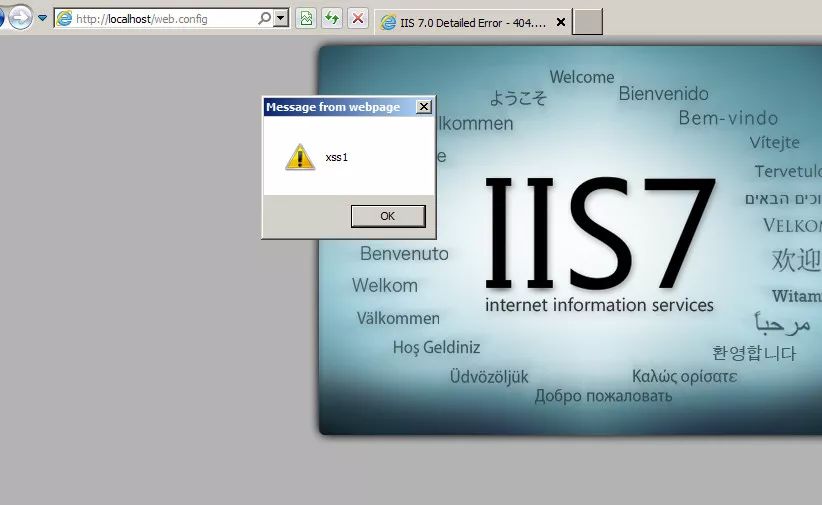 http://localhost/web.config
IIS 7.0 Detailed Error - 404....
Message from webpage
xss1
OK
Welcome
ようこそ
Bienvenido
lkommen
Bem-vindo
e
Vítejte
Tervetulo
וכים הבאים
VELKOM
Benvenuto
欢迎
Welkom
Witam
Välkommen
مرحباً
Hoş Geldiniz
환영합니다
Üdvözöljük
Καλώς ορίσατε
Добро пожаловать
IIS7
internet information services